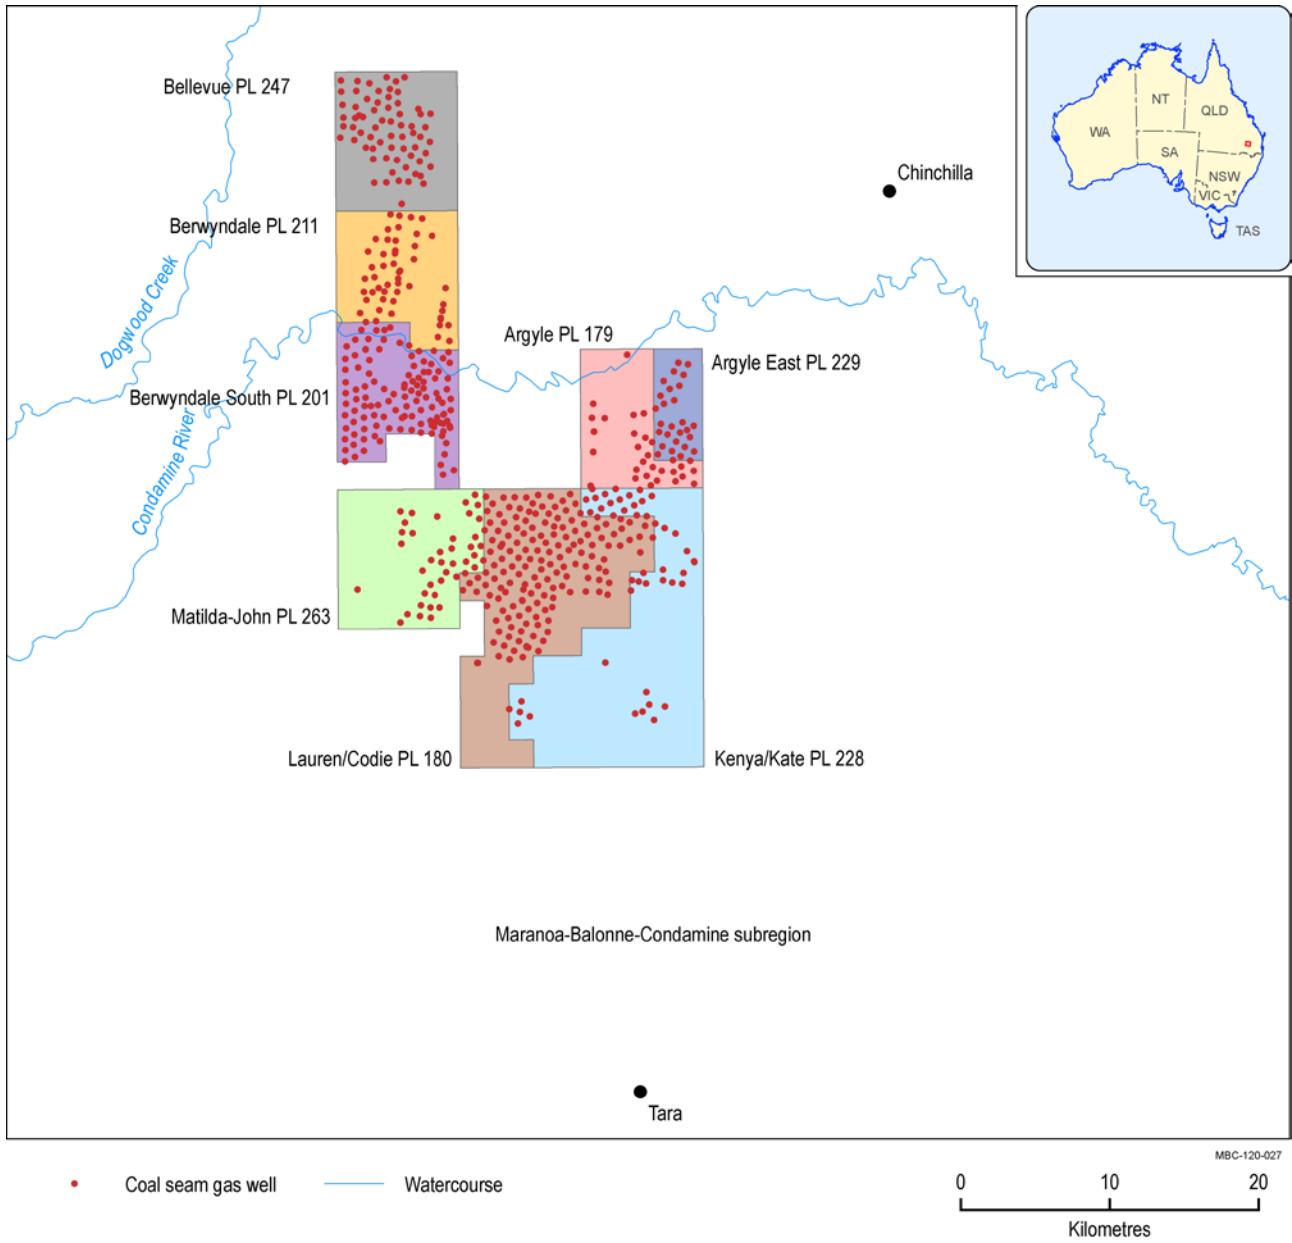 Bellevue PL 247
NT
QLD
WA
SA
NSW
VIC
TAS
Chinchilla
Berwyndale PL 211
Dogwood Creek
Argyle PL 179
Argyle East PL 229
Berwyndale South PL 201
Condamine River
Matilda-John PL 263
Lauren/Codie PL 180
Kenya/Kate PL 228
Maranoa-Balonne-Condamine subregion
Tara
MBC-120-027
Coal seam gas well
Watercourse
0 10 20
Kilometres